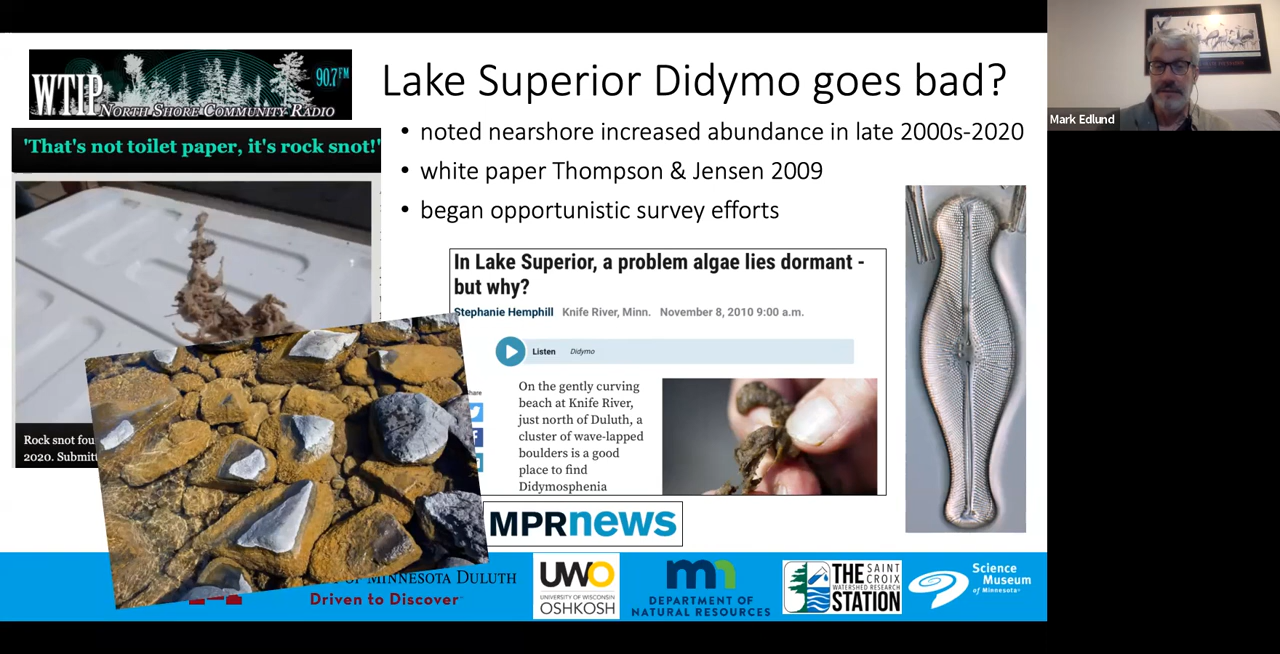 WTIP
90.7FM
NORTH SHORE COMMUNITY RADIO
'That's not toilet paper, it's rock snot!'
Rock snot fou
2020. Submitt
Lake Superior Didymo goes bad?
• noted nearshore increased abundance in late 2000s-2020
• white paper Thompson & Jensen 2009
• began opportunistic survey efforts
In Lake Superior, a problem algae lies dormant -
but why?
Stephanie Hemphill Knife River, Minn. November 8, 2010 9:00 a.m.
Listen Didymo
hare
On the gently curving
beach at Knife River,
just north of Duluth, a
cluster of wave-lapped
boulders is a good
place to find
Didymosphenia
MPRnews
OF MINNESOTA DULUTH
Driven to Discover
UWO
UNIVERSITY OF WISCONSIN
OSHKOSH
mn
DEPARTMENT OF
NATURAL RESOURCES
THE SAINT CROIX
WATERSHED RESEARCH
STATION
Science
Museum
of Minnesota
Mark Edlund